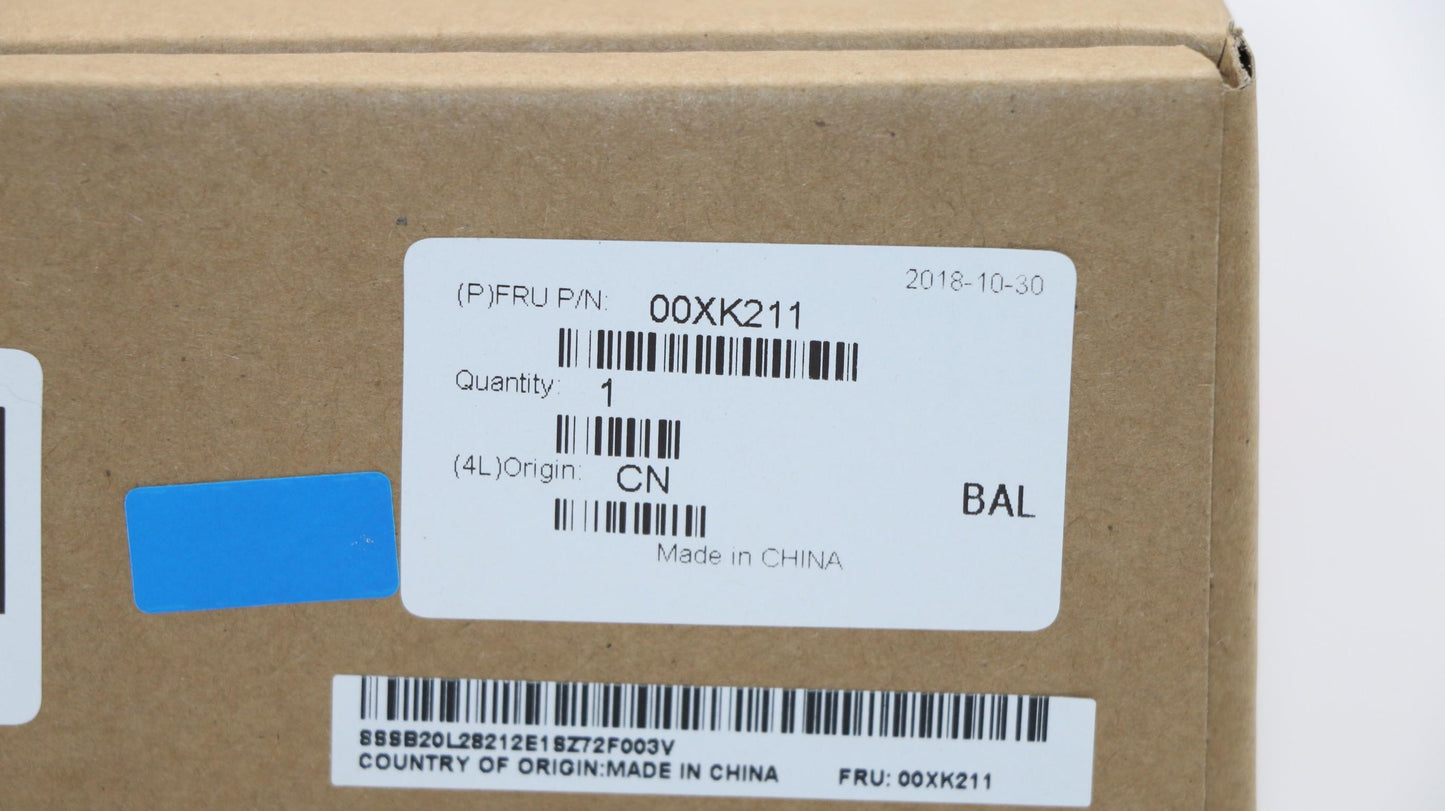 2018-10-30
(P)FRU P/N: 00XK211
Quantity: 1
(4L)Origin: CN
BAL
Made in CHINA
SSSB20L28212E1SZ72F003V
COUNTRY OF ORIGIN:MADE IN CHINA FRU: 00XK211